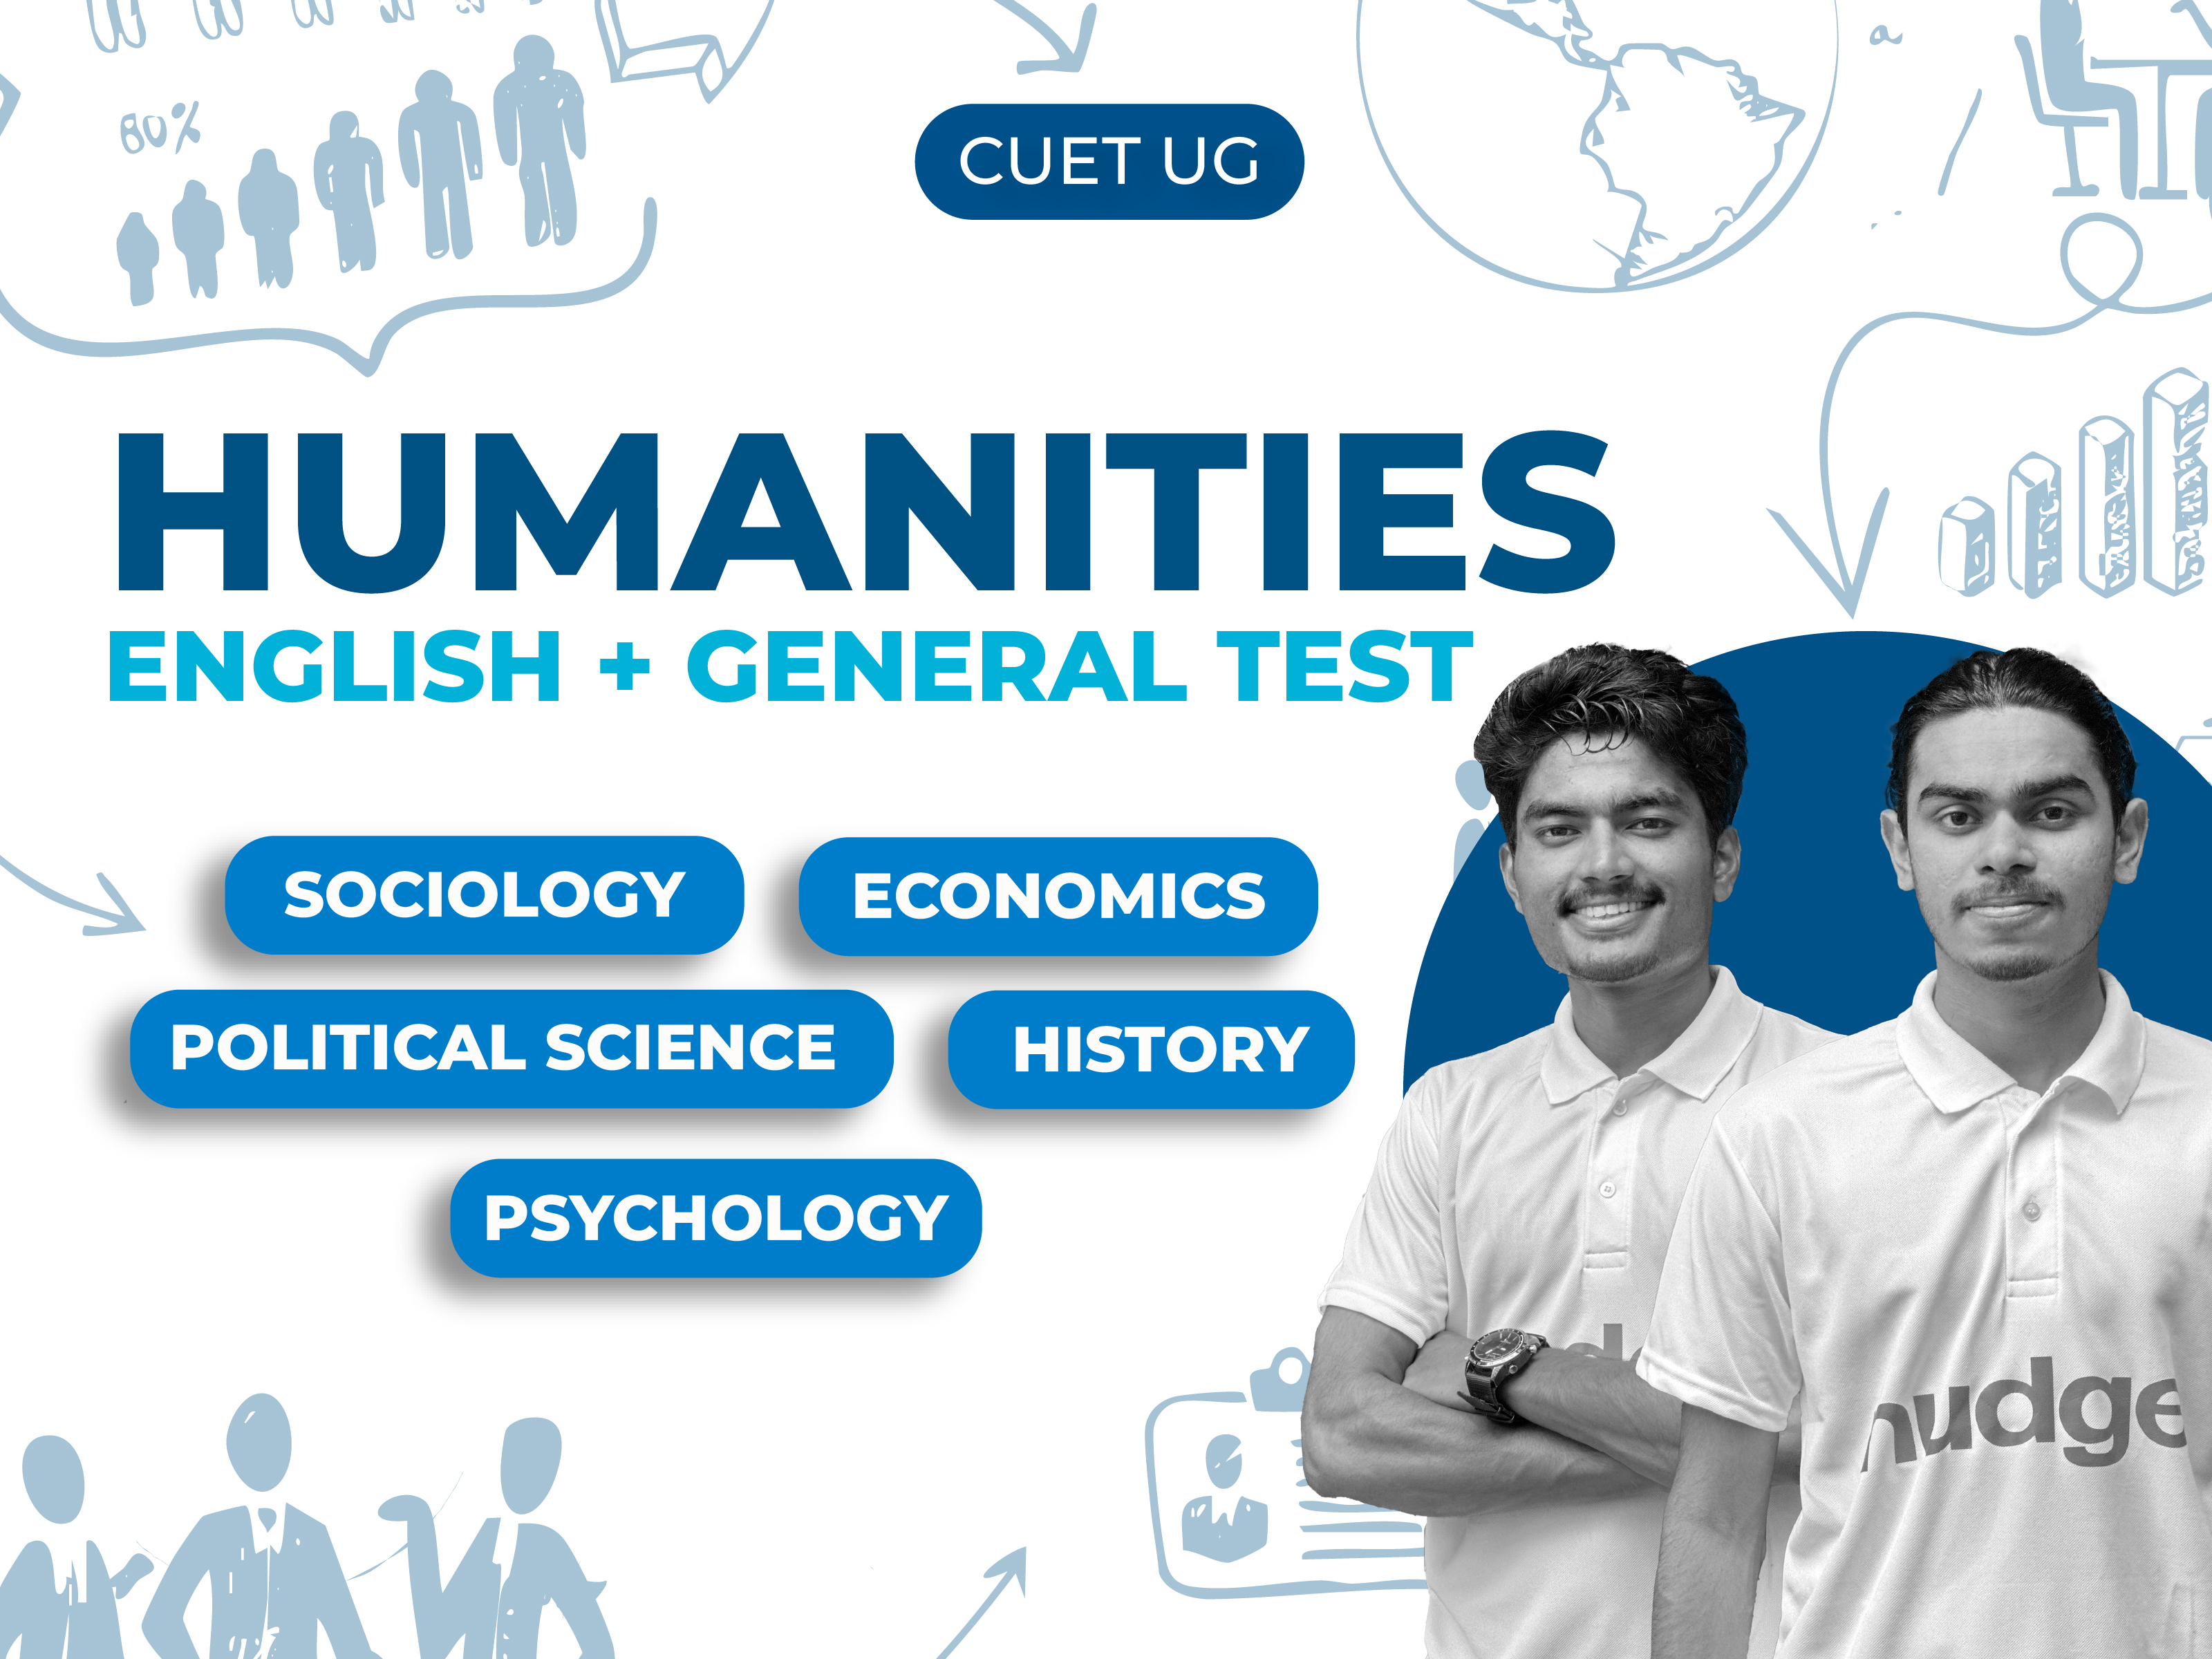 80%
a
CUET UG
HUMANITIES
ENGLISH + GENERAL TEST
SOCIOLOGY
ECONOMICS
POLITICAL SCIENCE
HISTORY
PSYCHOLOGY
nudge